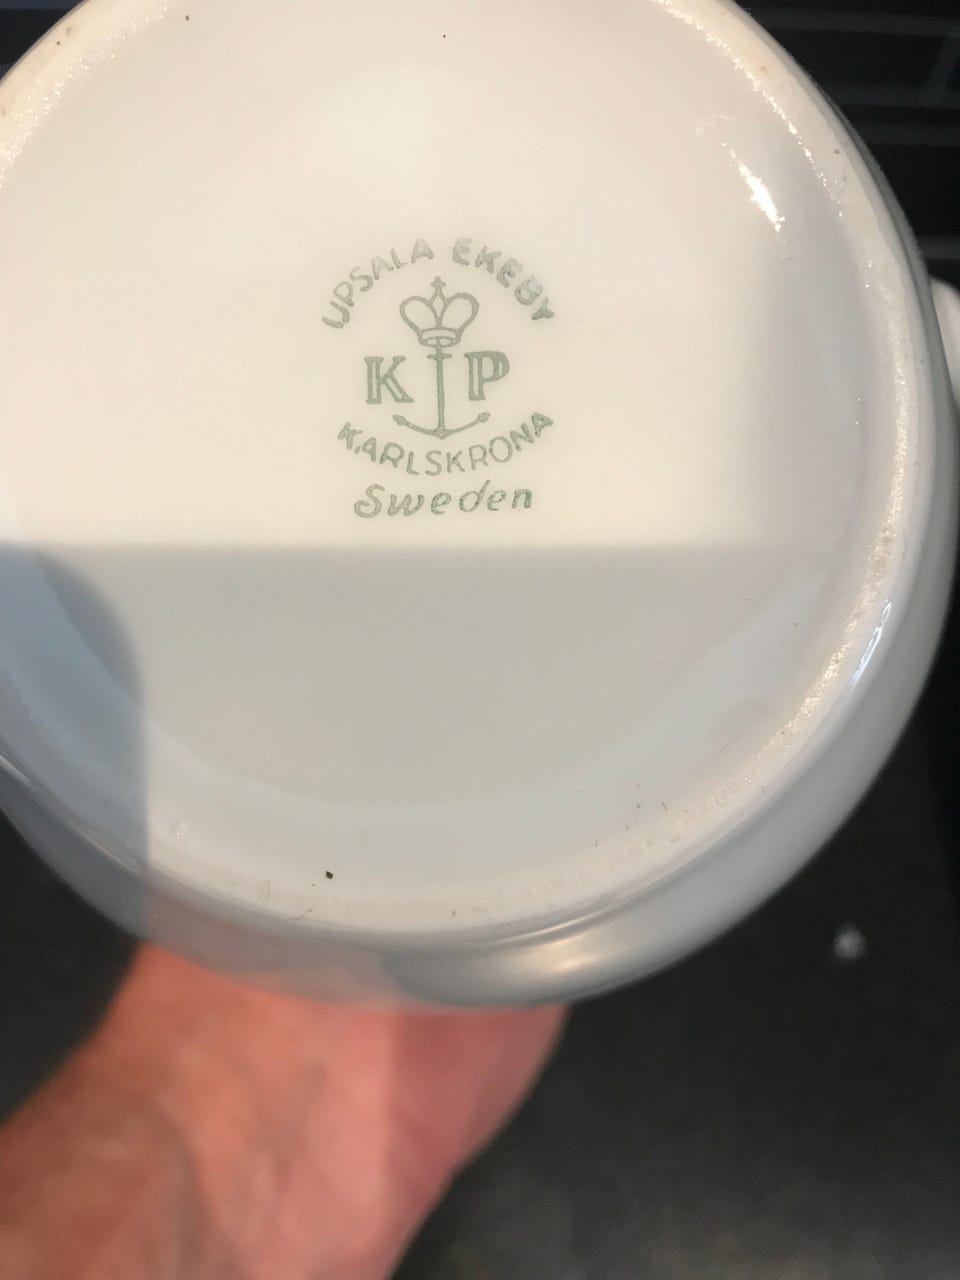 UPSALA EKEBY
K P
KARLSKRONA
Sweden